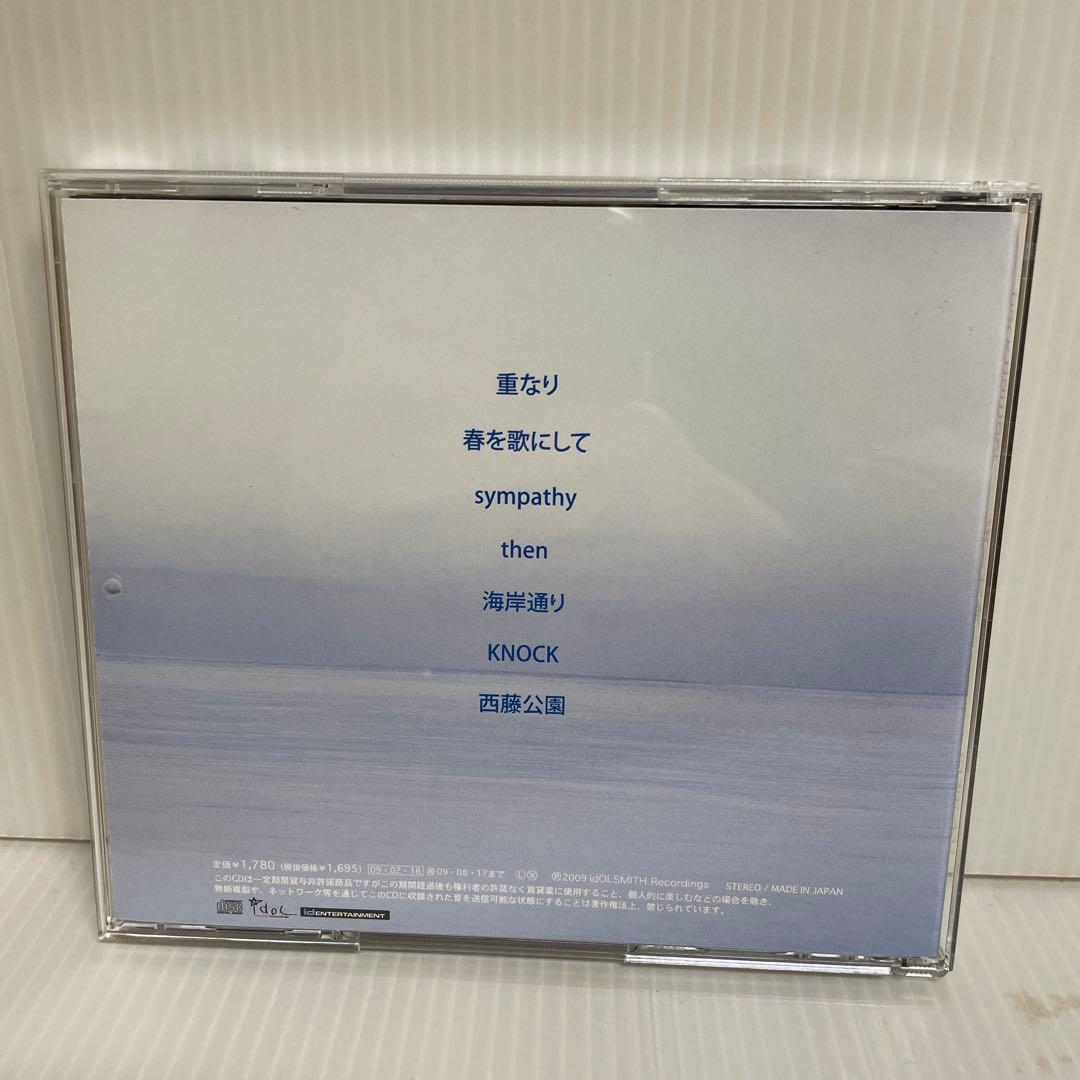 重なり
春を歌にして
sympathy
then
海岸通り
KNOCK
西藤公園
定価¥1,780 (税抜価格¥1,695) 09・02・18 Ⓡ09・08・17まで Ⓛ Ⓧ Ⓟ2009 idOLSMITH Recordings STEREO / MADE IN JAPAN
このCDは一定期間貸与非許諾商品ですがこの期間経過後も権利者の許諾なく賃貸業に使用すること、個人的に楽しむなどの場合を除き、
無断複製や、ネットワーク等を通じてこのCDに収録された音を送信可能な状態にすることは著作権法上、禁じられています。
idOL idENTERTAINMENT